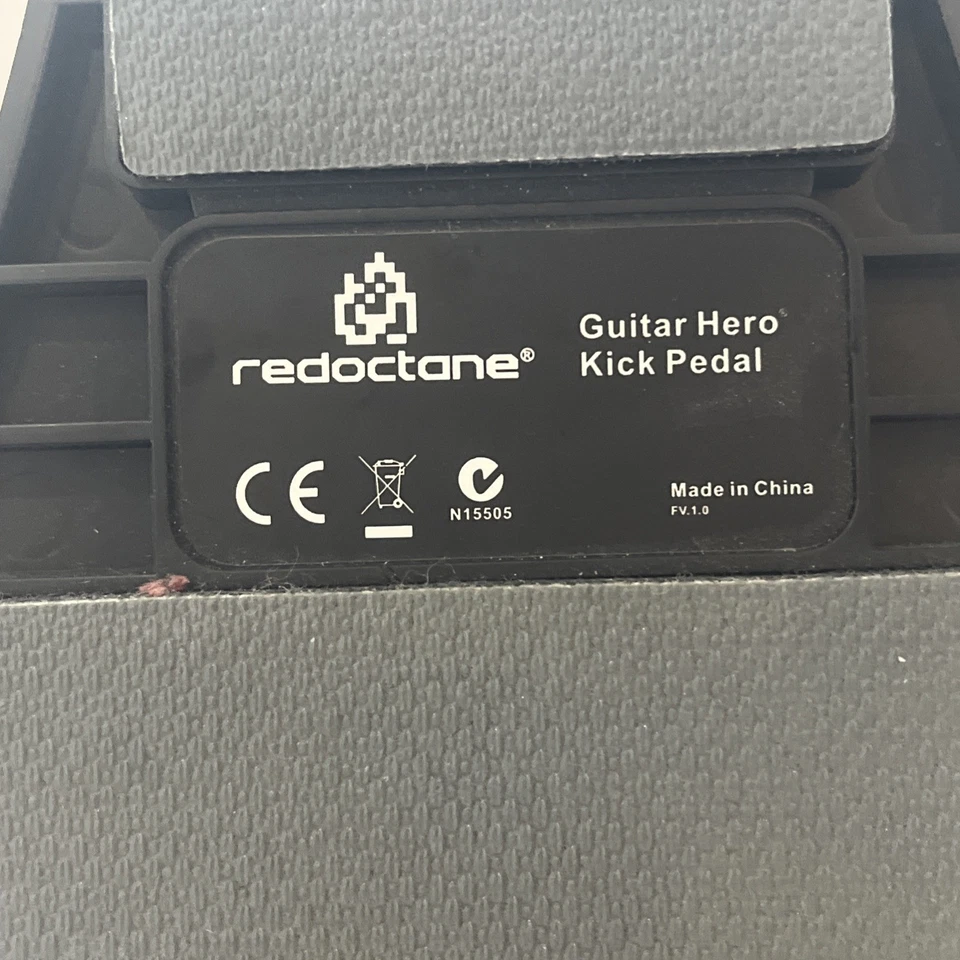 redoctane®
Guitar Hero®
Kick Pedal
CE
N15505
Made in China
FV.1.0